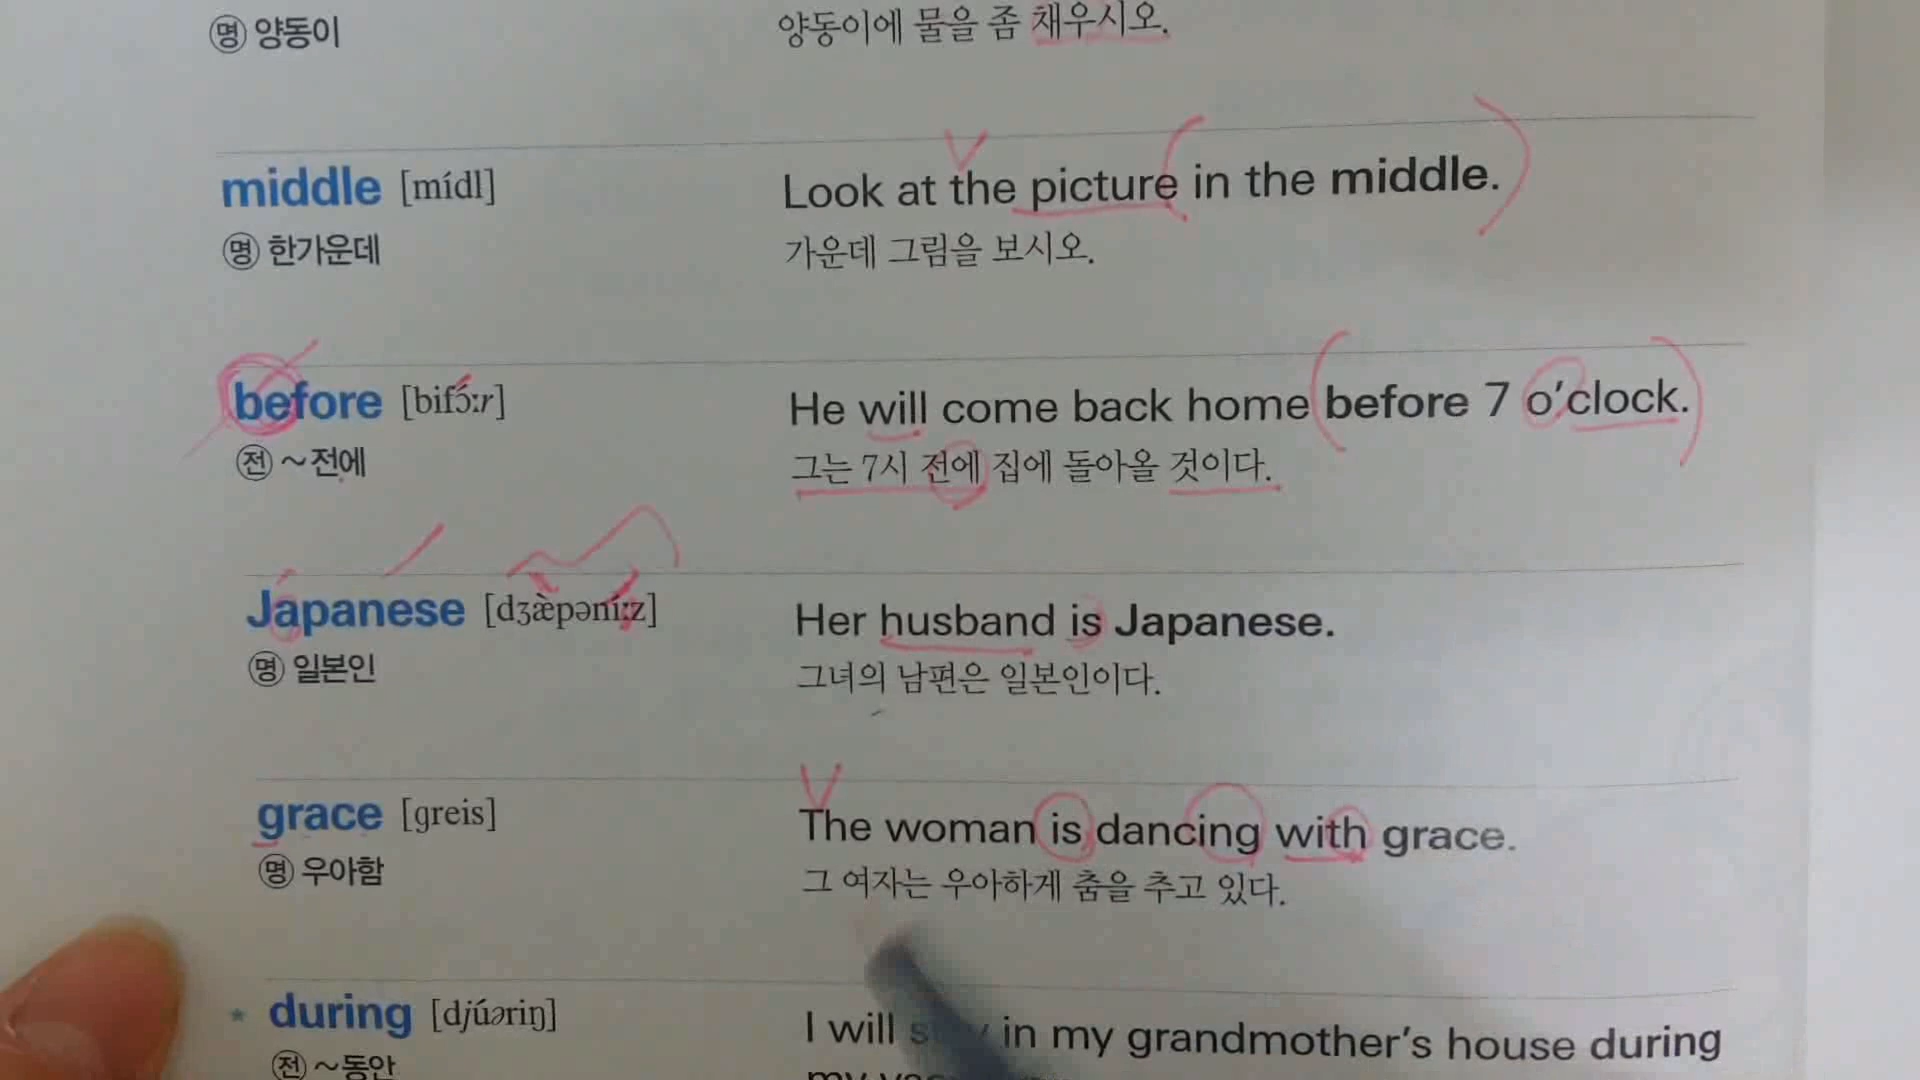 명 양동이
양동이에 물을 좀 채우시오.
middle [mídl]
Look at the picture in the middle.
명 한가운데
가운데 그림을 보시오.
before [bifɔ́ːr]
He will come back home before 7 o'clock.
전 ~전에
그는 7시 전에 집에 돌아올 것이다.
Japanese [dʒæ̀pəníːz]
Her husband is Japanese.
명 일본인
그녀의 남편은 일본인이다.
grace [greis]
The woman is dancing with grace.
명 우아함
그 여자는 우아하게 춤을 추고 있다.
* during [djúəriŋ]
I will in my grandmother's house during
전 ~동안
my